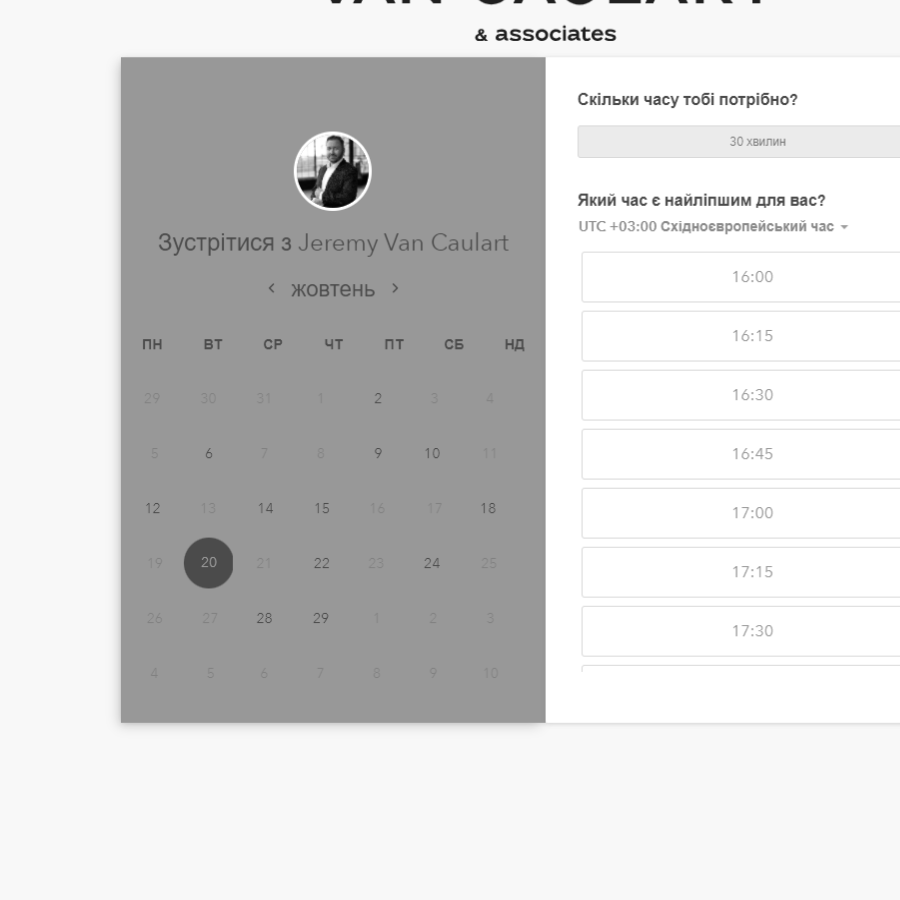 VAN CAULART
& associates
Зустрітися з Jeremy Van Caulart
жовтень
ПН ВТ СР ЧТ ПТ СБ НД
29 30 31 1 2 3 4
5 6 7 8 9 10 11
12 13 14 15 16 17 18
19 20 21 22 23 24 25
26 27 28 29 1 2 3
4 5 6 7 8 9 10
Скільки часу тобі потрібно?
30 хвилин
Який час є найліпшим для вас?
UTC +03:00 Східноєвропейський час
16:00
16:15
16:30
16:45
17:00
17:15
17:30